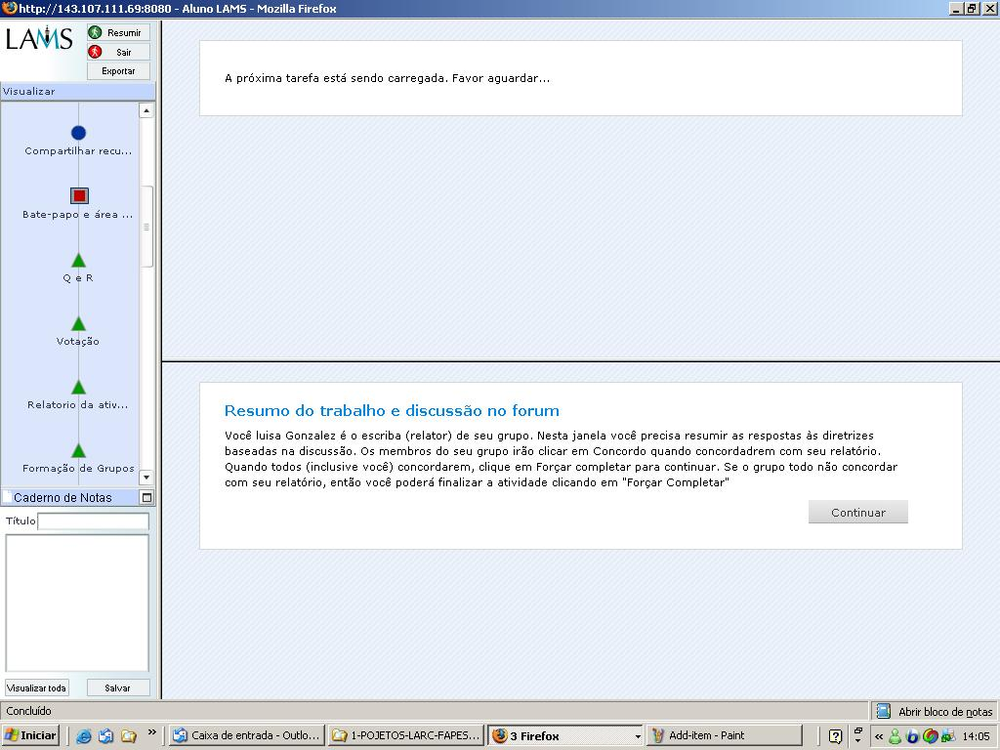 http://143.107.111.69:8080 - Aluno LAMS - Mozilla Firefox
LAMS
Resumir
Sair
Exportar
Visualizar
Compartilhar recu...
Bate-papo e área ...
Q e R
Votação
Relatorio da ativ...
Formação de Grupos
Caderno de Notas
Título
Visualizar toda
Salvar
A próxima tarefa está sendo carregada. Favor aguardar...
Resumo do trabalho e discussão no forum
Você luisa Gonzalez é o escriba (relator) de seu grupo. Nesta janela você precisa resumir as respostas às diretrizes
baseadas na discussão. Os membros do seu grupo irão clicar em Concordo quando concordadrem com seu relatório.
Quando todos (inclusive você) concordarem, clique em Forçar completar para continuar. Se o grupo todo não concordar
com seu relatório, então você poderá finalizar a atividade clicando em "Forçar Completar"
Continuar
Concluído
Abrir bloco de notas
Iniciar
Caixa de entrada - Outlo...
1-POJETOS-LARC-FAPES...
3 Firefox
Add-item - Paint
14:05